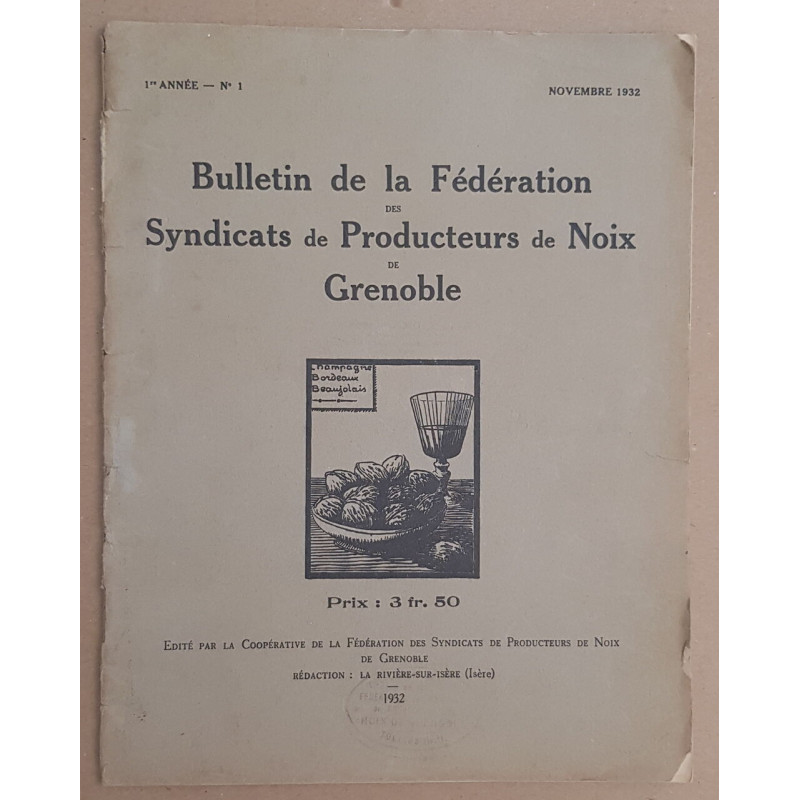 1re ANNÉE — N° 1
NOVEMBRE 1932
Bulletin de la Fédération
DES
Syndicats de Producteurs de Noix
DE
Grenoble
Champagne
Bordeaux
Beaujolais
Prix : 3 fr. 50
EDITÉ PAR LA COOPÉRATIVE DE LA FÉDÉRATION DES SYNDICATS DE PRODUCTEURS DE NOIX
DE GRENOBLE
RÉDACTION : LA RIVIÈRE-SUR-ISÈRE (Isère)
1932